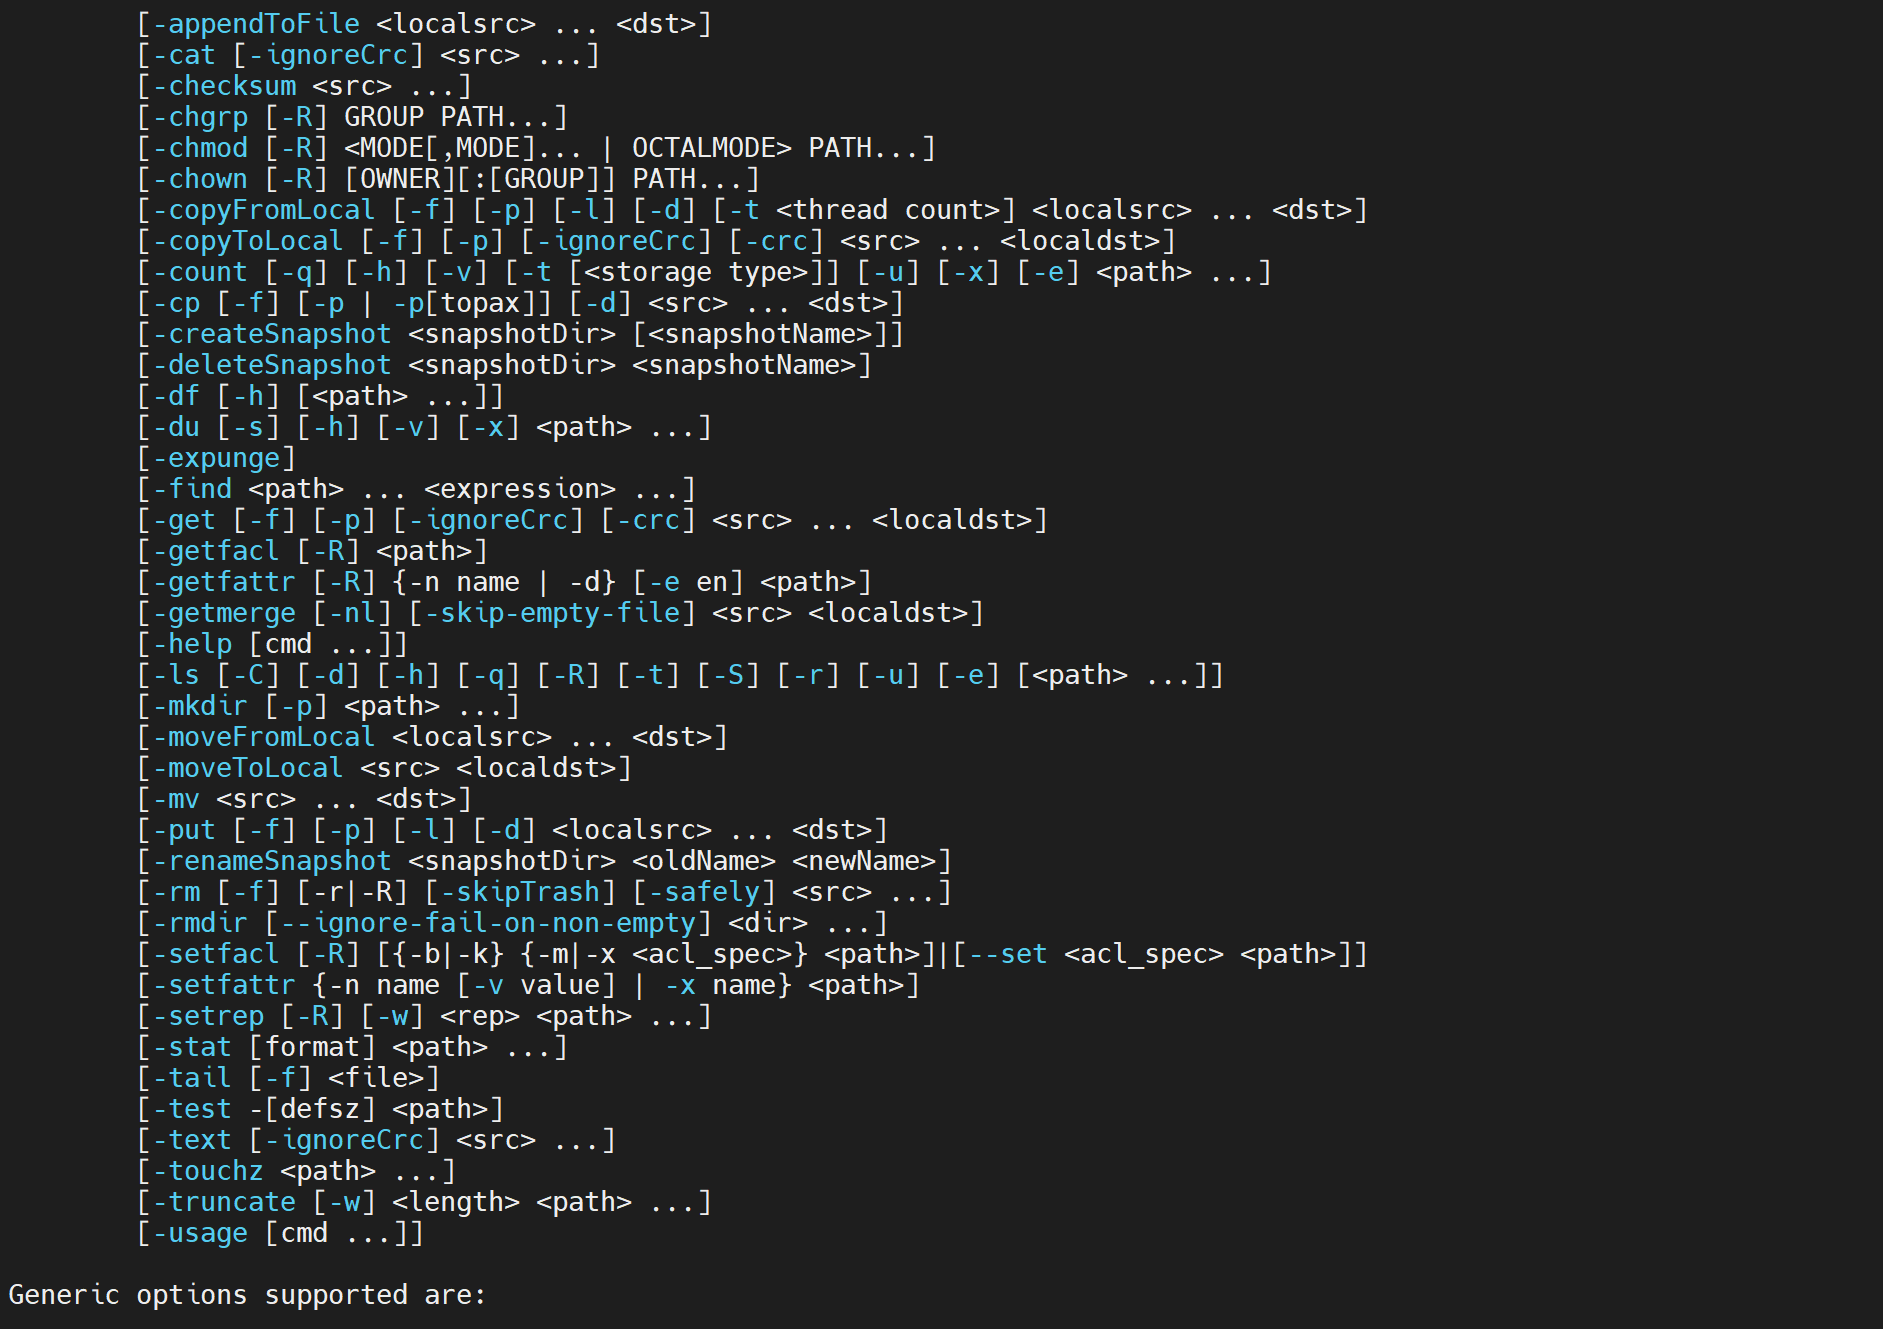 [-appendToFile <localsrc> ... <dst>]
[-cat [-ignoreCrc] <src> ...]
[-checksum <src> ...]
[-chgrp [-R] GROUP PATH...]
[-chmod [-R] <MODE[,MODE]... | OCTALMODE> PATH...]
[-chown [-R] [OWNER][:[GROUP]] PATH...]
[-copyFromLocal [-f] [-p] [-l] [-d] [-t <thread count>] <localsrc> ... <dst>]
[-copyToLocal [-f] [-p] [-ignoreCrc] [-crc] <src> ... <localdst>]
[-count [-q] [-h] [-v] [-t [<storage type>]] [-u] [-x] [-e] <path> ...]
[-cp [-f] [-p | -p[topax]] [-d] <src> ... <dst>]
[-createSnapshot <snapshotDir> [<snapshotName>]]
[-deleteSnapshot <snapshotDir> <snapshotName>]
[-df [-h] [<path> ...]]
[-du [-s] [-h] [-v] [-x] <path> ...]
[-expunge]
[-find <path> ... <expression> ...]
[-get [-f] [-p] [-ignoreCrc] [-crc] <src> ... <localdst>]
[-getfacl [-R] <path>]
[-getfattr [-R] {-n name | -d} [-e en] <path>]
[-getmerge [-nl] [-skip-empty-file] <src> <localdst>]
[-help [cmd ...]]
[-ls [-C] [-d] [-h] [-q] [-R] [-t] [-S] [-r] [-u] [-e] [<path> ...]]
[-mkdir [-p] <path> ...]
[-moveFromLocal <localsrc> ... <dst>]
[-moveToLocal <src> <localdst>]
[-mv <src> ... <dst>]
[-put [-f] [-p] [-l] [-d] <localsrc> ... <dst>]
[-renameSnapshot <snapshotDir> <oldName> <newName>]
[-rm [-f] [-r|-R] [-skipTrash] [-safely] <src> ...]
[-rmdir [--ignore-fail-on-non-empty] <dir> ...]
[-setfacl [-R] [{-b|-k} {-m|-x <acl_spec>} <path>]|[--set <acl_spec> <path>]]
[-setfattr {-n name [-v value] | -x name} <path>]
[-setrep [-R] [-w] <rep> <path> ...]
[-stat [format] <path> ...]
[-tail [-f] <file>]
[-test -[defsz] <path>]
[-text [-ignoreCrc] <src> ...]
[-touchz <path> ...]
[-truncate [-w] <length> <path> ...]
[-usage [cmd ...]]
Generic options supported are: